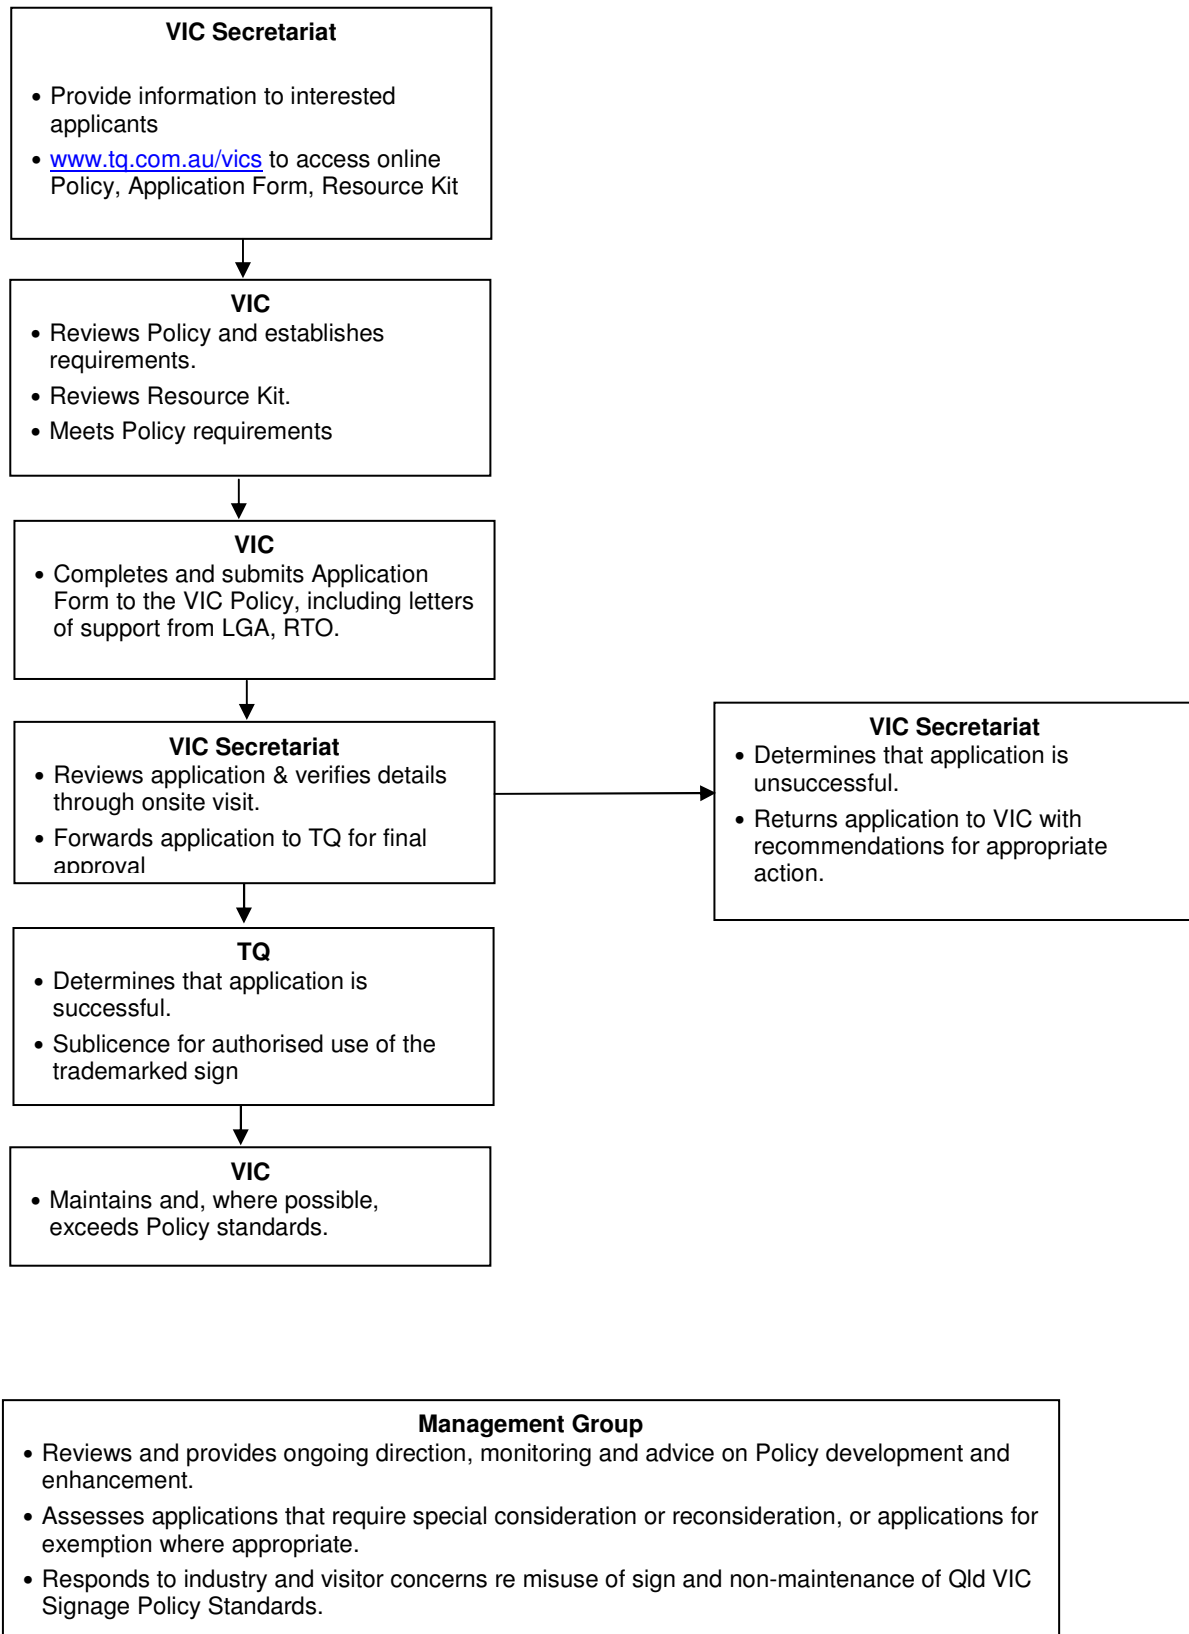 VIC Secretariat
• Provide information to interested
applicants
• www.tq.com.au/vics to access online
Policy, Application Form, Resource Kit
VIC
• Reviews Policy and establishes
requirements.
• Reviews Resource Kit.
• Meets Policy requirements
VIC
• Completes and submits Application
Form to the VIC Policy, including letters
of support from LGA, RTO.
VIC Secretariat
• Reviews application & verifies details
through onsite visit.
• Forwards application to TQ for final
approval
VIC Secretariat
• Determines that application is
unsuccessful.
• Returns application to VIC with
recommendations for appropriate
action.
TQ
• Determines that application is
successful.
• Sublicence for authorised use of the
trademarked sign
VIC
• Maintains and, where possible,
exceeds Policy standards.
Management Group
• Reviews and provides ongoing direction, monitoring and advice on Policy development and
enhancement.
• Assesses applications that require special consideration or reconsideration, or applications for
exemption where appropriate.
• Responds to industry and visitor concerns re misuse of sign and non-maintenance of Qld VIC
Signage Policy Standards.